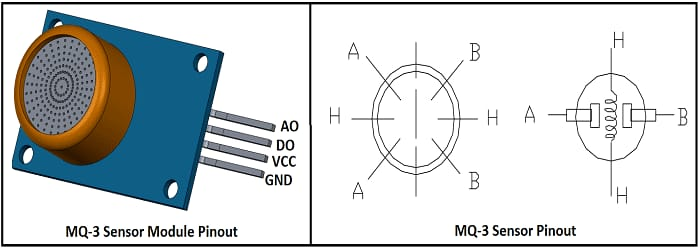 AO
DO
VCC
GND
MQ-3 Sensor Module Pinout
A B
H H
A B
H
A B
H
MQ-3 Sensor Pinout